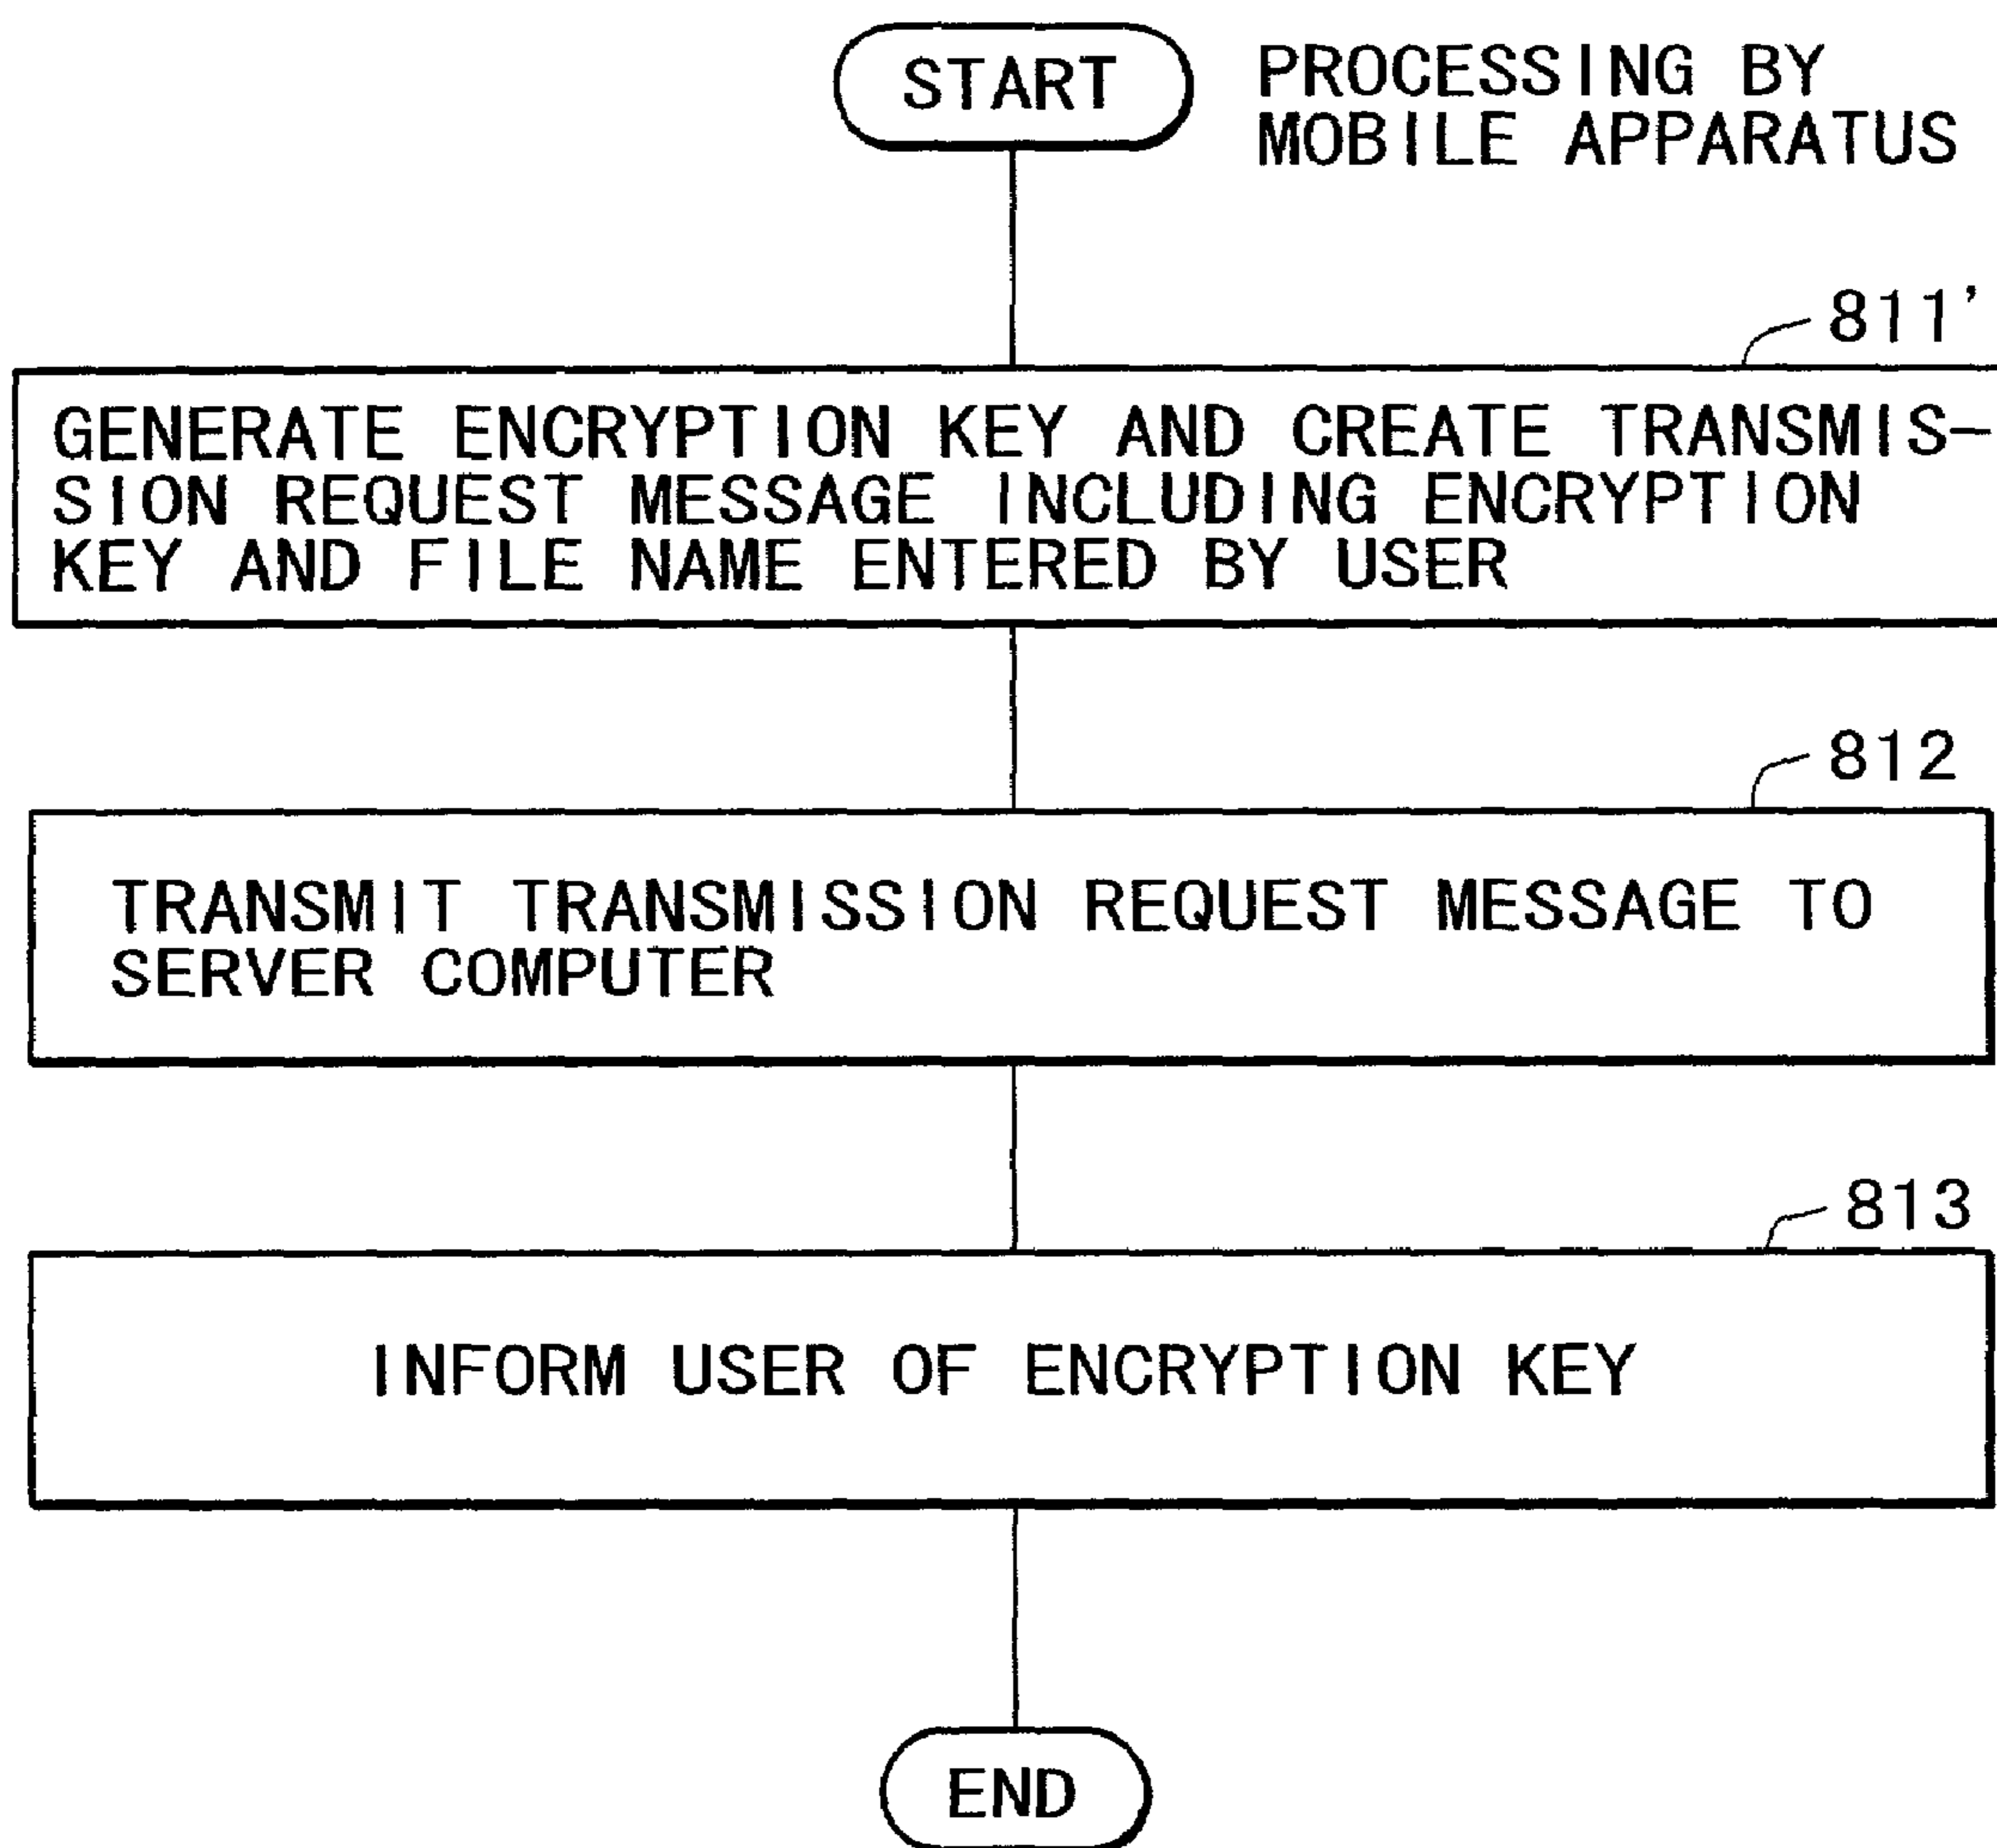 START
PROCESSING BY
MOBILE APPARATUS
811'
GENERATE ENCRYPTION KEY AND CREATE TRANSMIS-
SION REQUEST MESSAGE INCLUDING ENCRYPTION
KEY AND FILE NAME ENTERED BY USER
812
TRANSMIT TRANSMISSION REQUEST MESSAGE TO
SERVER COMPUTER
813
INFORM USER OF ENCRYPTION KEY
END